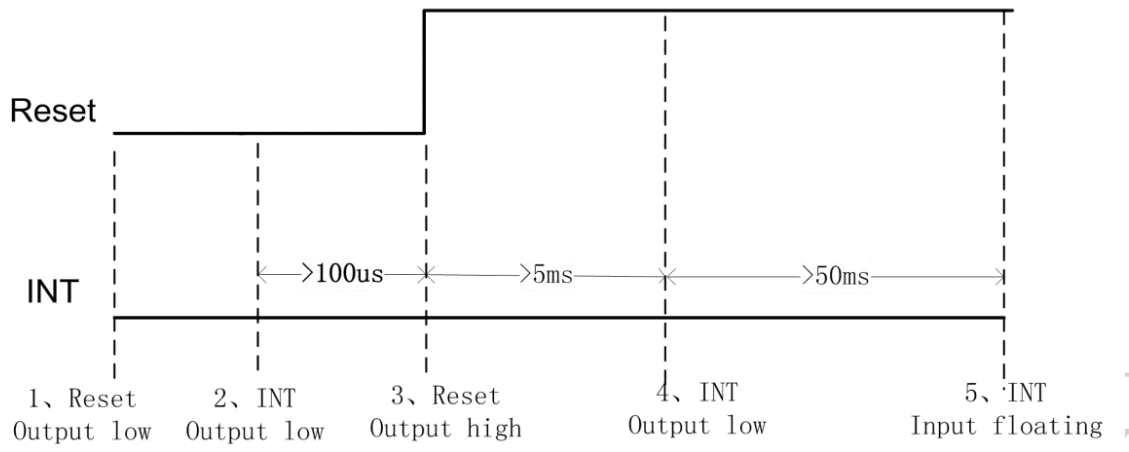 Reset
INT
>100us
>5ms
>50ms
1、Reset
Output low
2、INT
Output low
3、Reset
Output high
4、INT
Output low
5、INT
Input floating